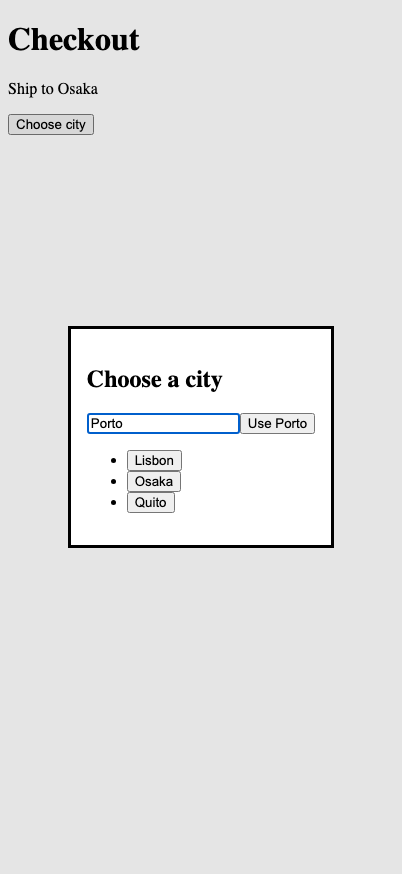 Checkout
Ship to Osaka
Choose city
Choose a city
Porto Use Porto
Lisbon
Osaka
Quito